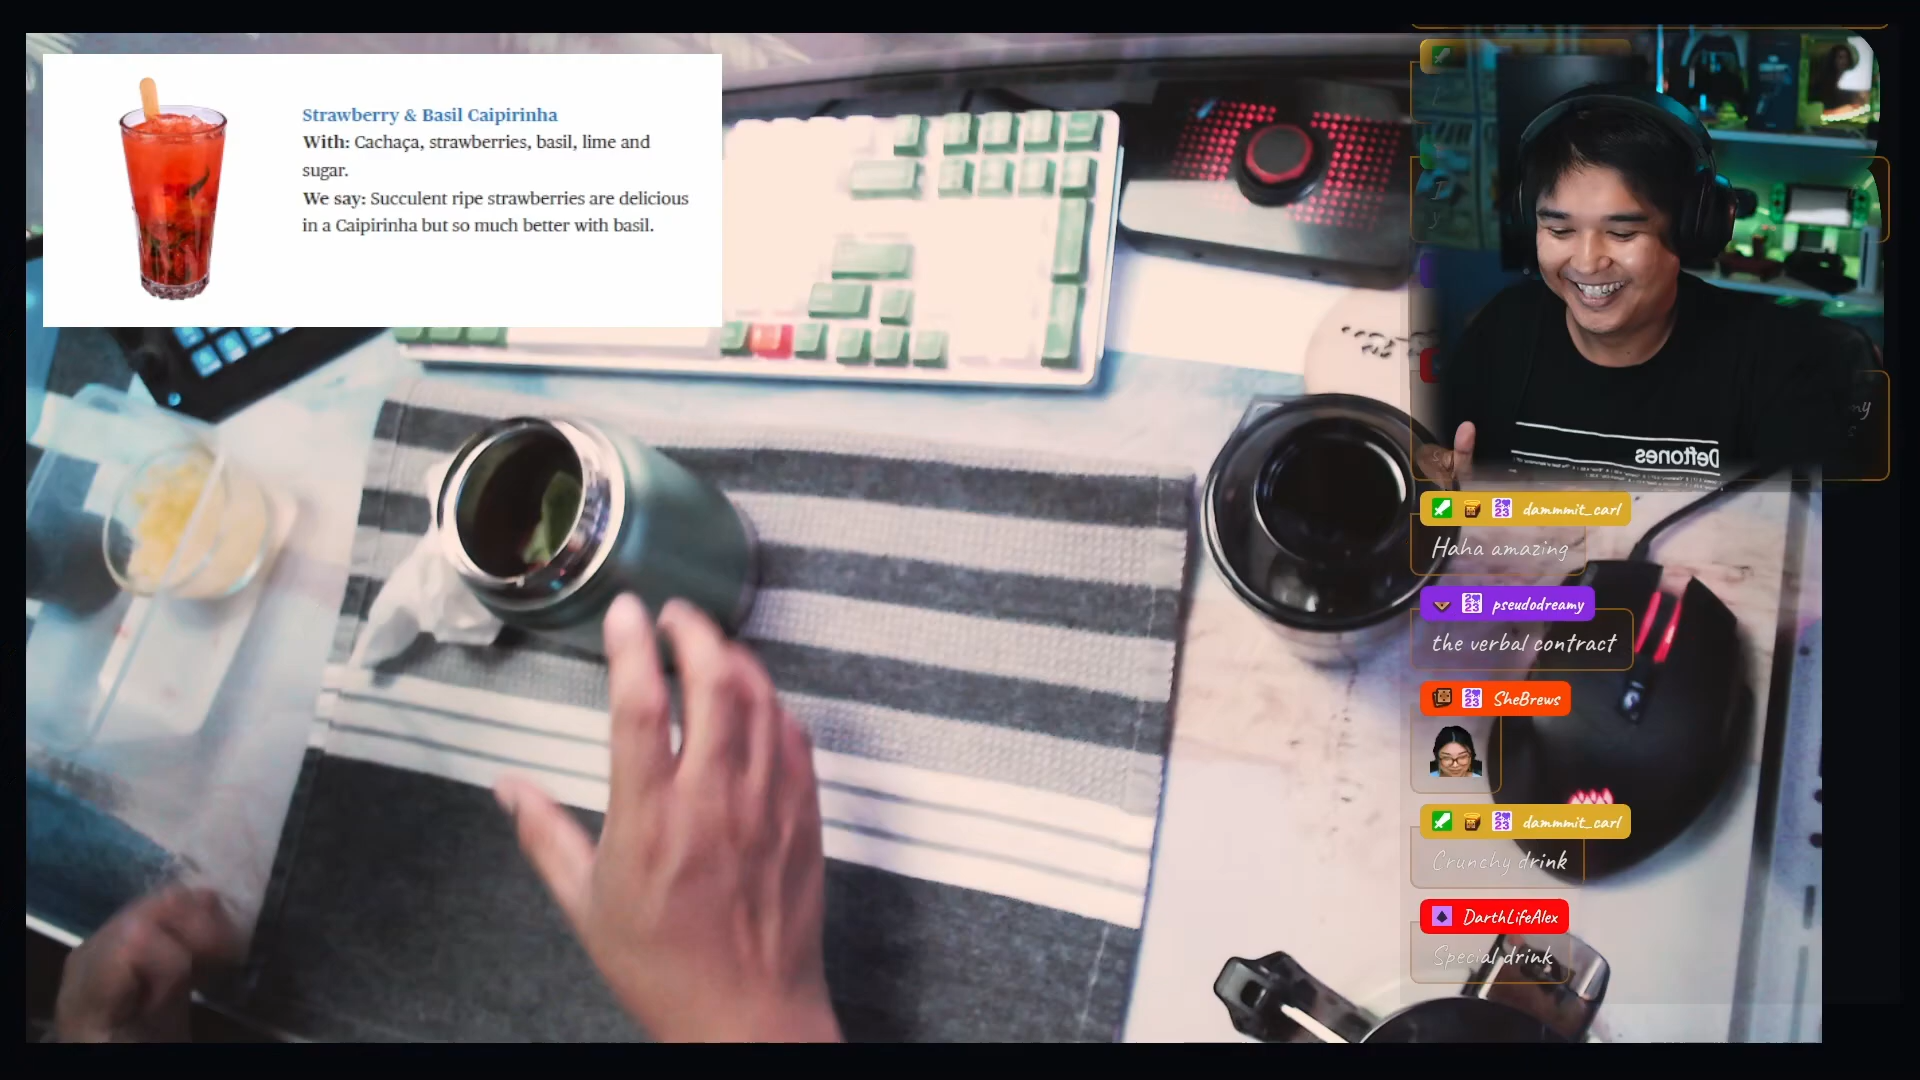 Strawberry & Basil Caipirinha
With: Cachaça, strawberries, basil, lime and
sugar.
We say: Succulent ripe strawberries are delicious
in a Caipirinha but so much better with basil.
Deftones
dammmit_carl
Haha amazing
pseudodreamy
the verbal contract
SheBrews
dammmit_carl
Crunchy drink
DarthLifeAlex
Special drink